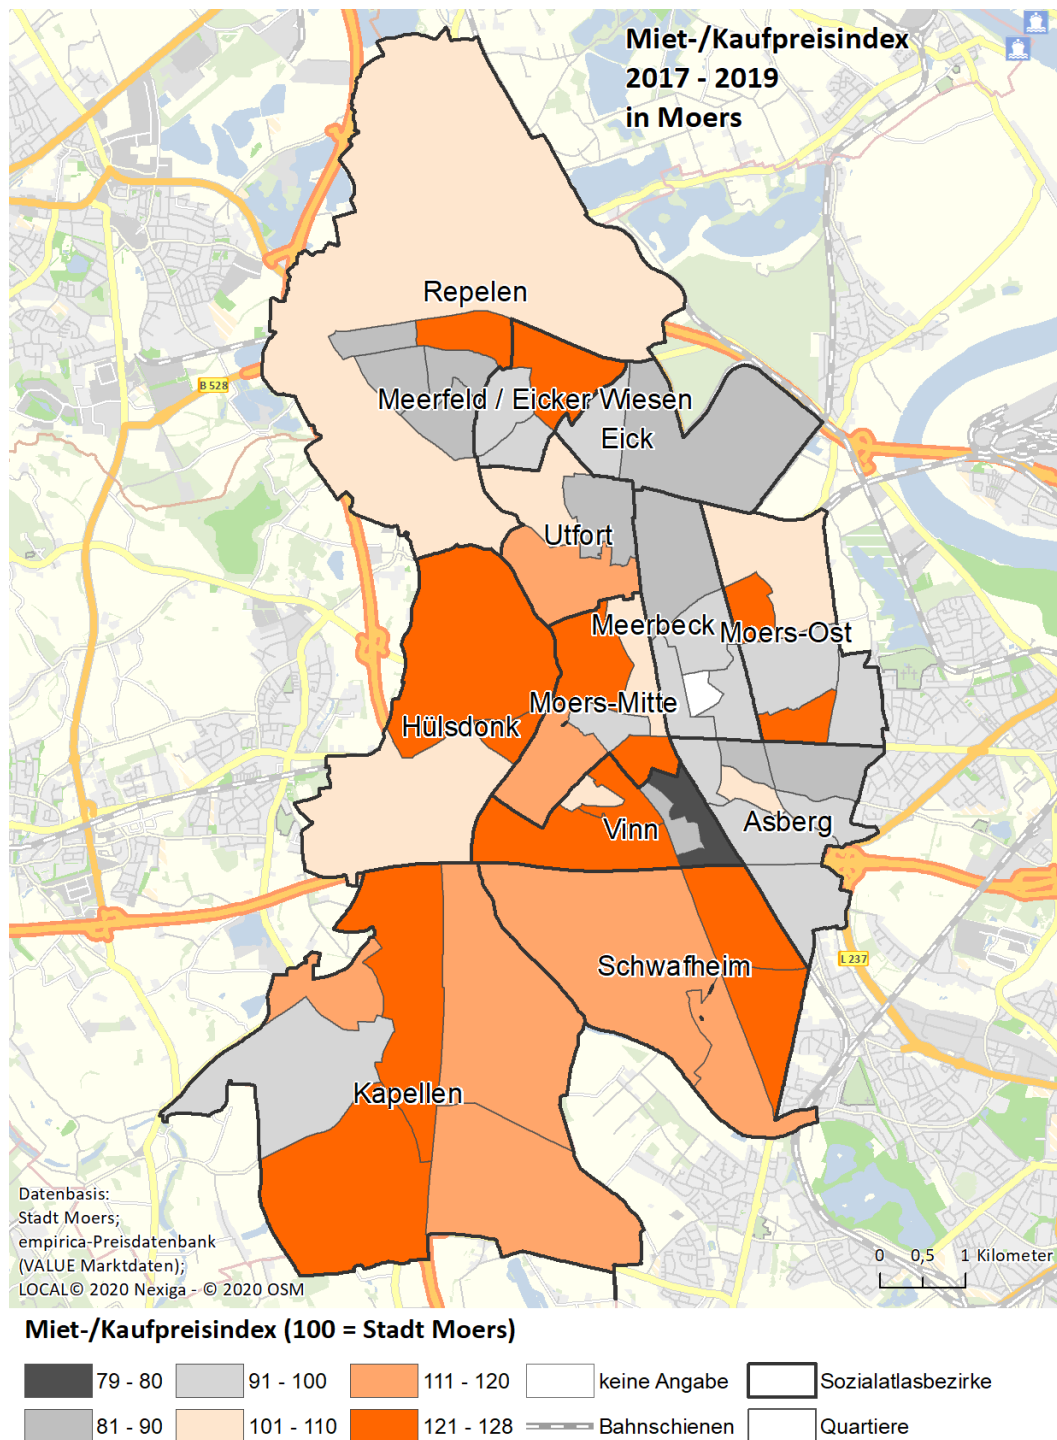 Miet-/Kaufpreisindex
2017 - 2019
in Moers
Repelen
B 528
Meerfeld / Eicker Wiesen
Eick
Utfort
Meerbeck
Moers-Ost
Moers-Mitte
Hülsdonk
Vinn
Asberg
Schwafheim
L 237
Kapellen
Datenbasis:
Stadt Moers;
empirica-Preisdatenbank
(VALUE Marktdaten);
LOCAL© 2020 Nexiga - © 2020 OSM
0 0,5 1 Kilometer
Miet-/Kaufpreisindex (100 = Stadt Moers)
79 - 80 91 - 100 111 - 120 keine Angabe Sozialatlasbezirke
81 - 90 101 - 110 121 - 128 Bahnschienen Quartiere